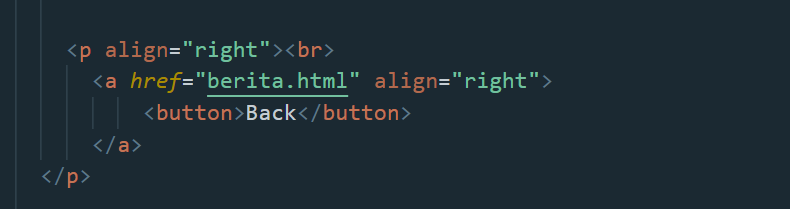 <p align="right"><br>
<a href="berita.html" align="right">
<button>Back</button>
</a>
</p>